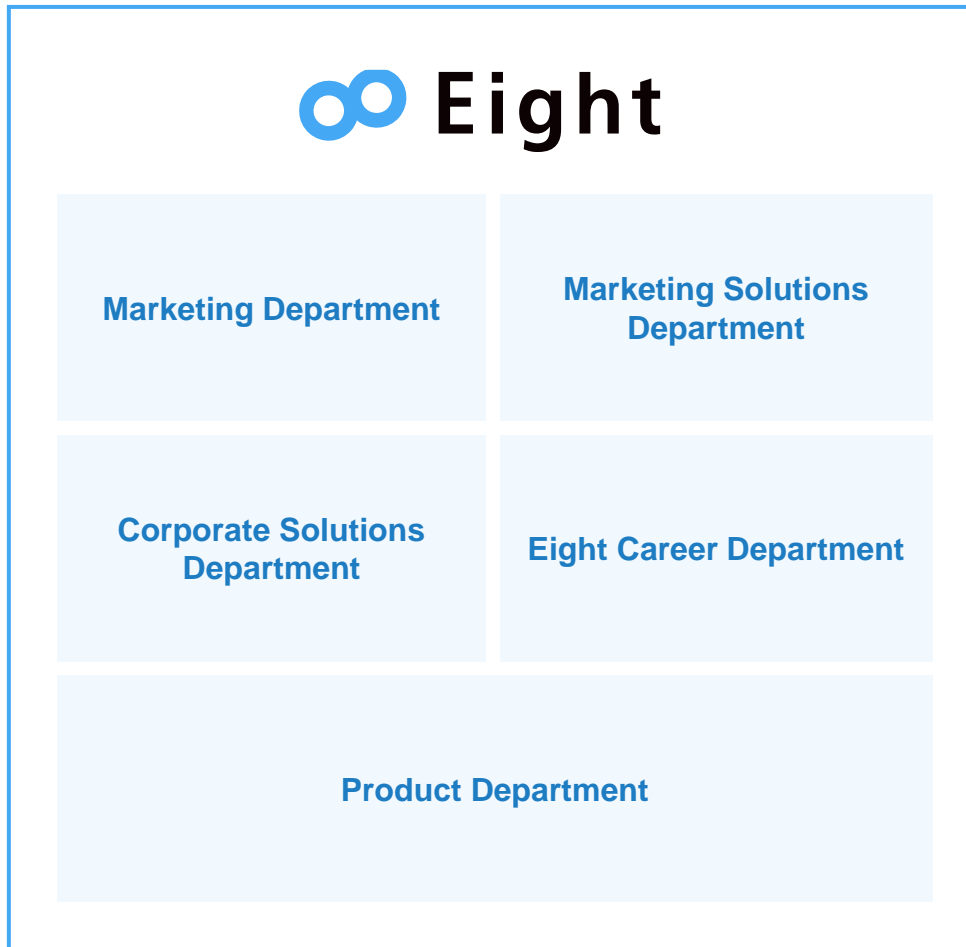 Eight
Marketing Department
Marketing Solutions
Department
Corporate Solutions
Department
Eight Career Department
Product Department